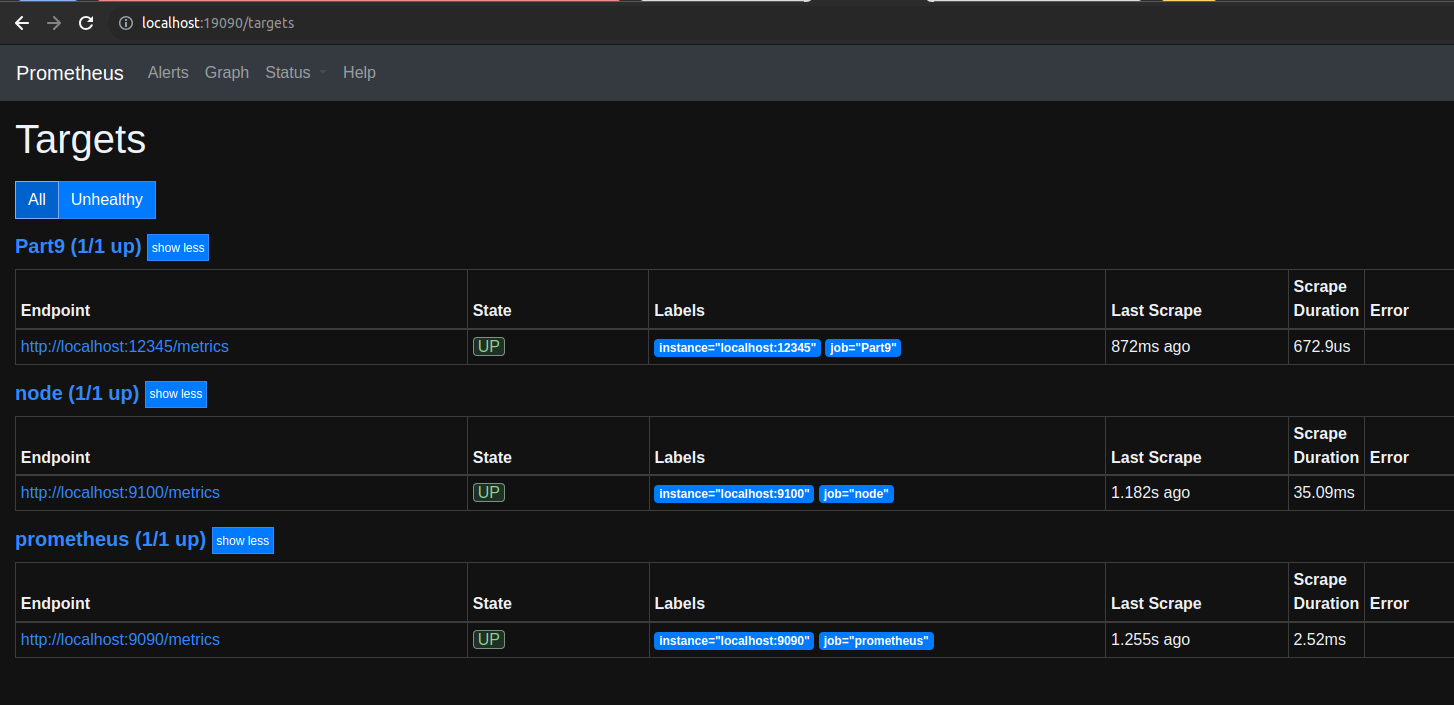 localhost:19090/targets
Prometheus Alerts Graph Status Help
Targets
All Unhealthy
Part9 (1/1 up) show less
Endpoint State Labels Last Scrape Scrape Duration Error
http://localhost:12345/metrics UP instance="localhost:12345" job="Part9" 872ms ago 672.9us
node (1/1 up) show less
Endpoint State Labels Last Scrape Scrape Duration Error
http://localhost:9100/metrics UP instance="localhost:9100" job="node" 1.182s ago 35.09ms
prometheus (1/1 up) show less
Endpoint State Labels Last Scrape Scrape Duration Error
http://localhost:9090/metrics UP instance="localhost:9090" job="prometheus" 1.255s ago 2.52ms